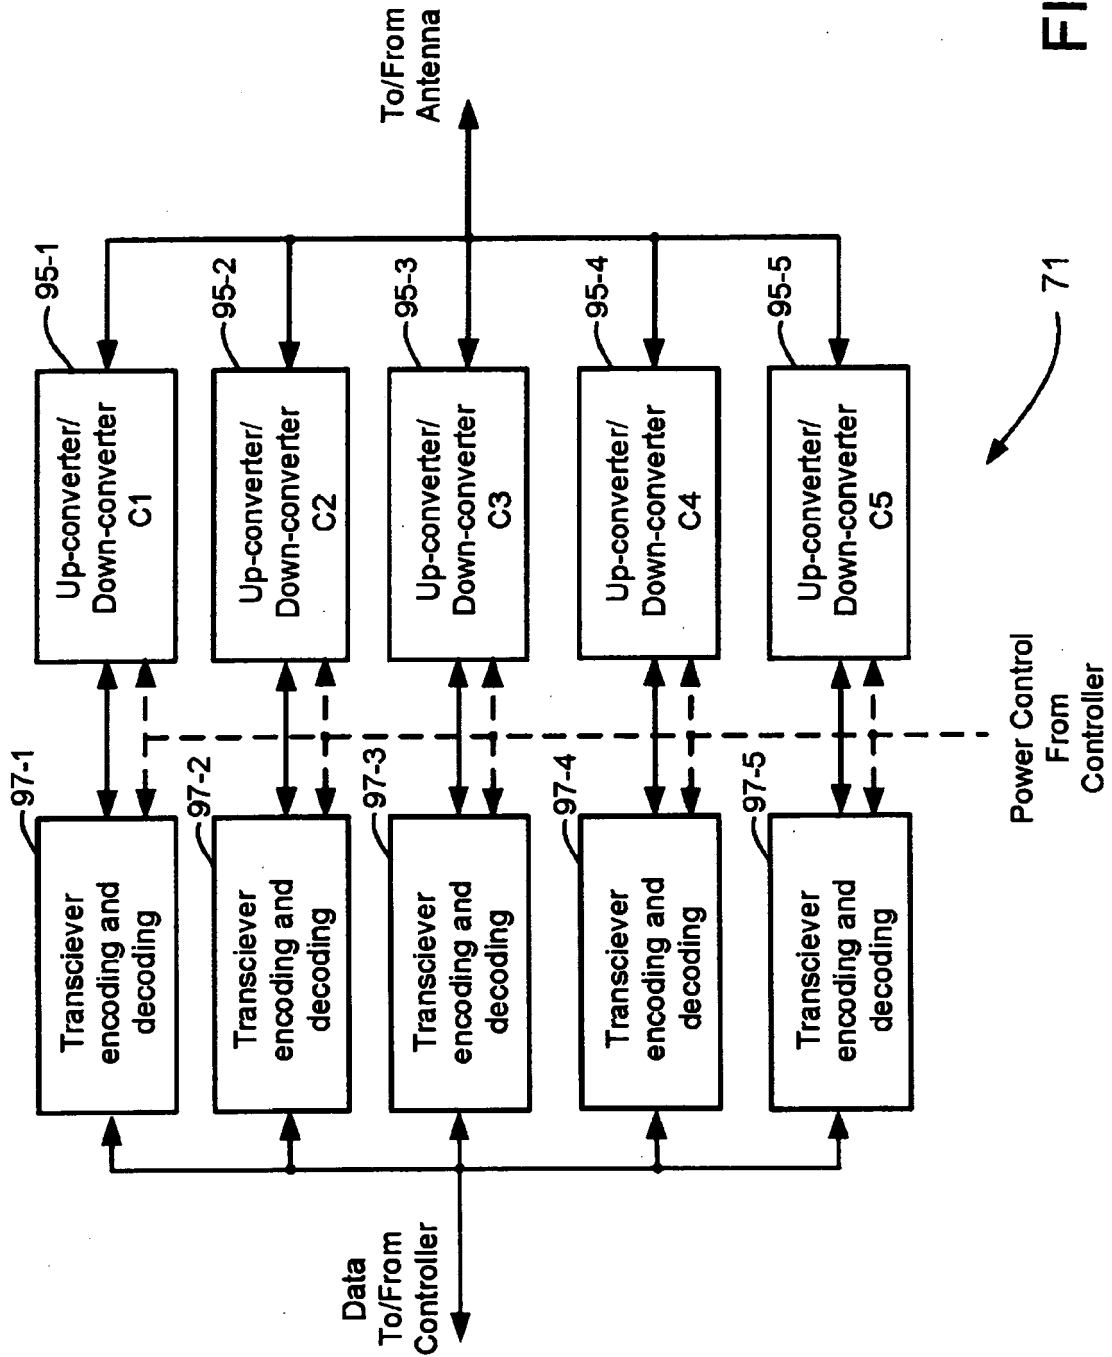 Data
To/From
Controller
97-1
Transciever
encoding and
decoding
97-2
Transciever
encoding and
decoding
97-3
Transciever
encoding and
decoding
97-4
Transciever
encoding and
decoding
97-5
Transciever
encoding and
decoding
95-1
Up-converter/
Down-converter
C1
95-2
Up-converter/
Down-converter
C2
95-3
Up-converter/
Down-converter
C3
95-4
Up-converter/
Down-converter
C4
95-5
Up-converter/
Down-converter
C5
To/From
Antenna
Power Control
From
Controller
71